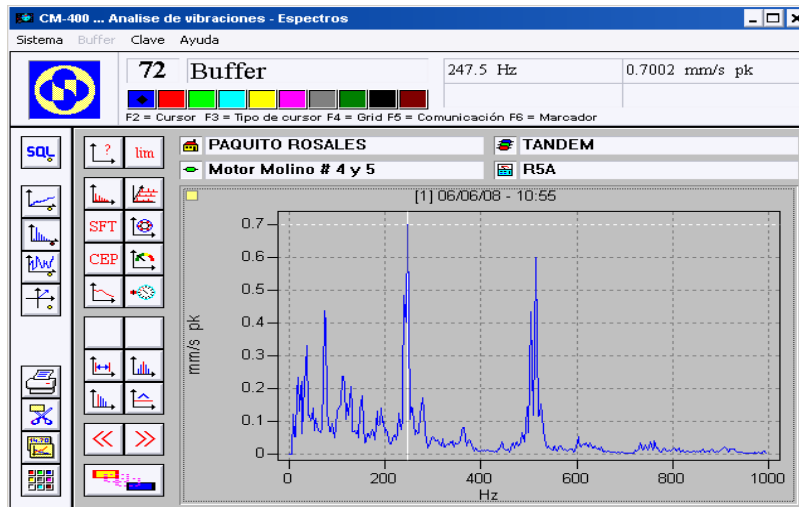 CM-400 ... Analise de vibraciones - Espectros
Sistema Buffer Clave Ayuda
72 Buffer 247.5 Hz 0.7002 mm/s pk
F2 = Cursor F3 = Tipo de cursor F4 = Grid F5 = Comunicación F6 = Marcador
SQL ? lim PAQUITO ROSALES TANDEM
Motor Molino # 4 y 5 R5A
[1] 06/06/08 - 10:55
SFT
CEP
14.70
mm/s pk
0.7
0.6
0.5
0.4
0.3
0.2
0.1
0
0 200 400 600 800 1000
Hz